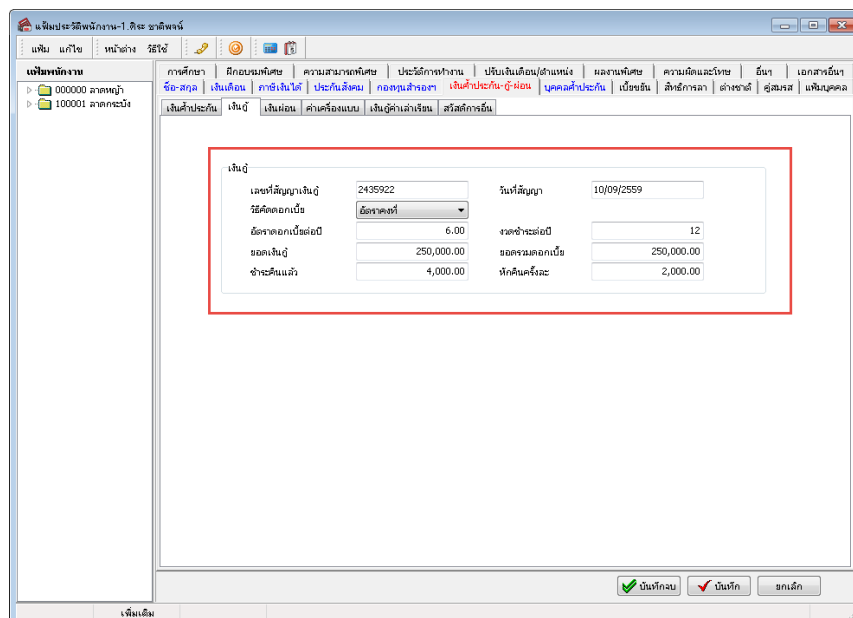 แฟ้มประวัติพนักงาน-1.ศิระ ชาติพจน์
แฟ้ม แก้ไข หน้าต่าง วิธีใช้
แฟ้มพนักงาน
000000 ลาดหญ้า
100001 ลาดกระบัง
การศึกษา ฝึกอบรมพิเศษ ความสามารถพิเศษ ประวัติการทำงาน ปรับเงินเดือน/ตำแหน่ง ผลงานพิเศษ ความผิดและโทษ อื่นๆ เอกสารอื่นๆ
ชื่อ-สกุล เงินเดือน ภาษีเงินได้ ประกันสังคม กองทุนสำรองฯ เงินค้ำประกัน-กู้-ผ่อน บุคคลค้ำประกัน เบี้ยขยัน สิทธิ์การลา ต่างชาติ คู่สมรส แฟ้มบุคคล
เงินค้ำประกัน เงินกู้ เงินผ่อน ค่าเครื่องแบบ เงินกู้ค่าเล่าเรียน สวัสดิการอื่น
เงินกู้
เลขที่สัญญาเงินกู้ 2435922 วันที่สัญญา 10/09/2559
วิธีคิดดอกเบี้ย อัตราคงที่
อัตราดอกเบี้ยต่อปี 6.00 งวดชำระต่อปี 12
ยอดเงินกู้ 250,000.00 ยอดรวมดอกเบี้ย 250,000.00
ชำระคืนแล้ว 4,000.00 หักคืนครั้งละ 2,000.00
บันทึกจบ บันทึก ยกเลิก
เพิ่มเติม